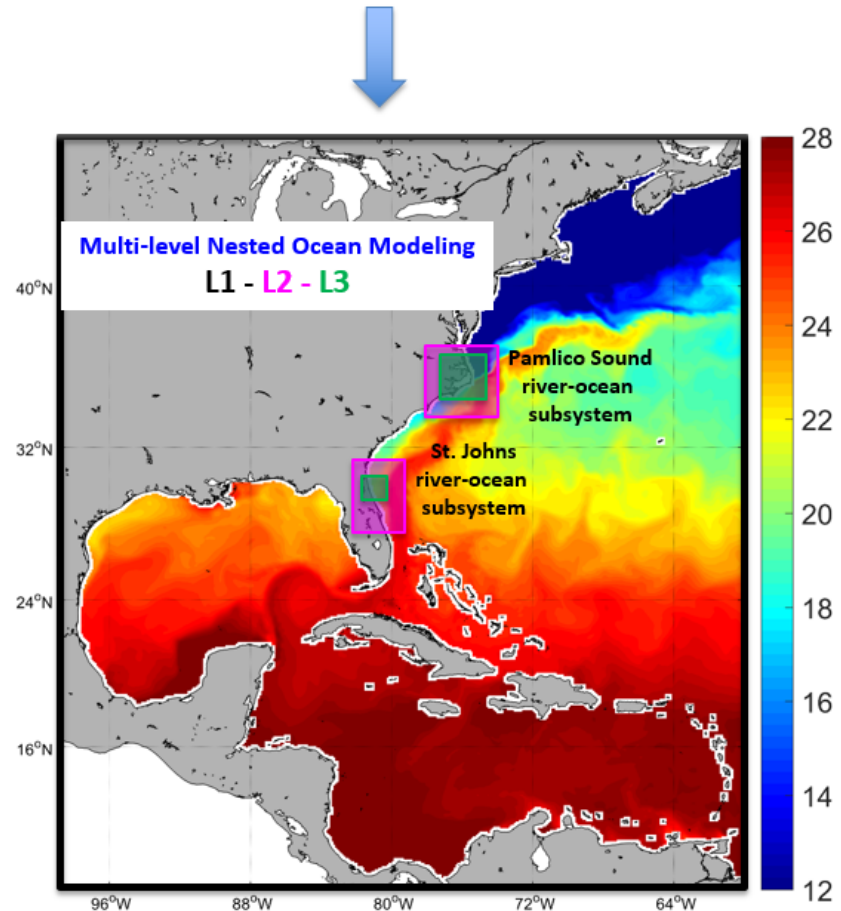 Multi-level Nested Ocean Modeling
L1 - L2 - L3
Pamlico Sound
river-ocean
subsystem
St. Johns
river-ocean
subsystem
40°N
32°N
24°N
16°N
96°W
88°W
80°W
72°W
64°W
28
26
24
22
20
18
16
14
12